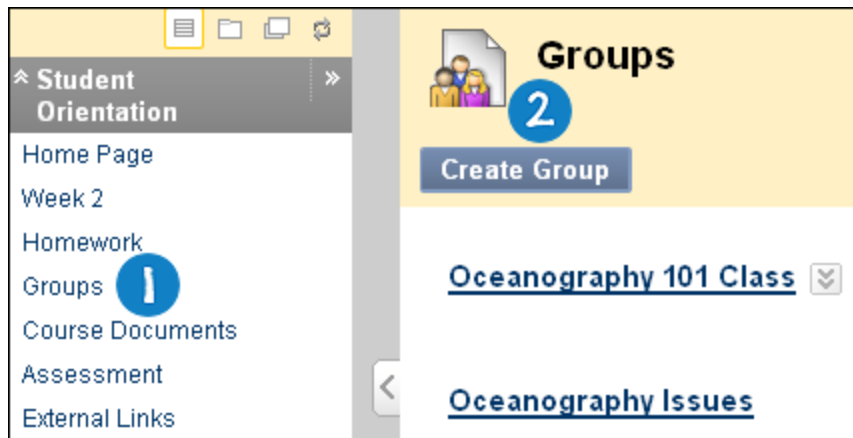 Student
Orientation
Home Page
Week 2
Homework
Groups 1
Course Documents
Assessment
External Links
Groups
2
Create Group
Oceanography 101 Class
Oceanography Issues